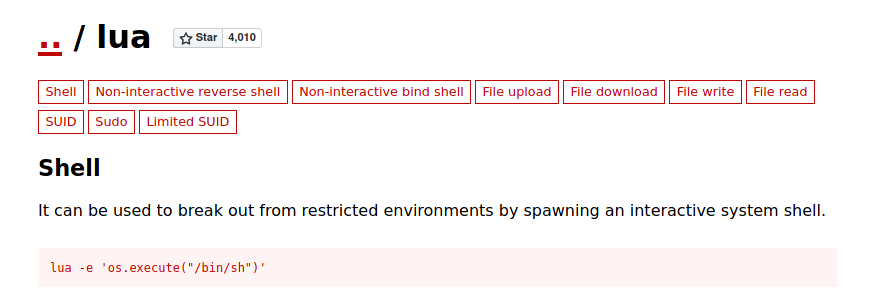 .. / lua Star 4,010
Shell Non-interactive reverse shell Non-interactive bind shell File upload File download File write File read
SUID Sudo Limited SUID
Shell
It can be used to break out from restricted environments by spawning an interactive system shell.
lua -e 'os.execute("/bin/sh")'